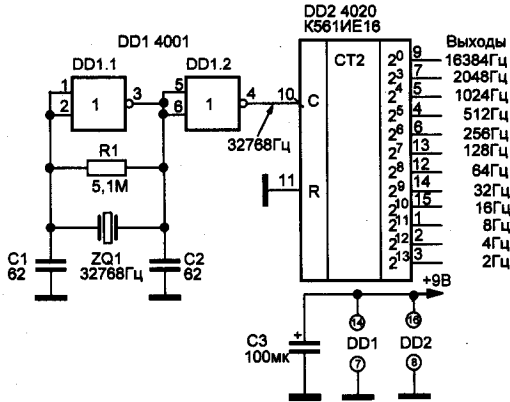 DD2 4020
К561ИЕ16
DD1 4001
DD1.1
DD1.2
1
2
1
3
5
6
1
4
10
C
32768Гц
11
R
CT2
Выходы
2⁰ 9 16384Гц
2³ 7 2048Гц
2⁴ 5 1024Гц
2⁵ 4 512Гц
2⁶ 6 256Гц
2⁷ 13 128Гц
2⁸ 12 64Гц
2⁹ 14 32Гц
2¹⁰ 15 16Гц
2¹¹ 1 8Гц
2¹² 2 4Гц
2¹³ 3 2Гц
R1
5,1М
C1
62
ZQ1
32768Гц
C2
62
+9В
C3
100мк
+
14
16
DD1
DD2
7
8